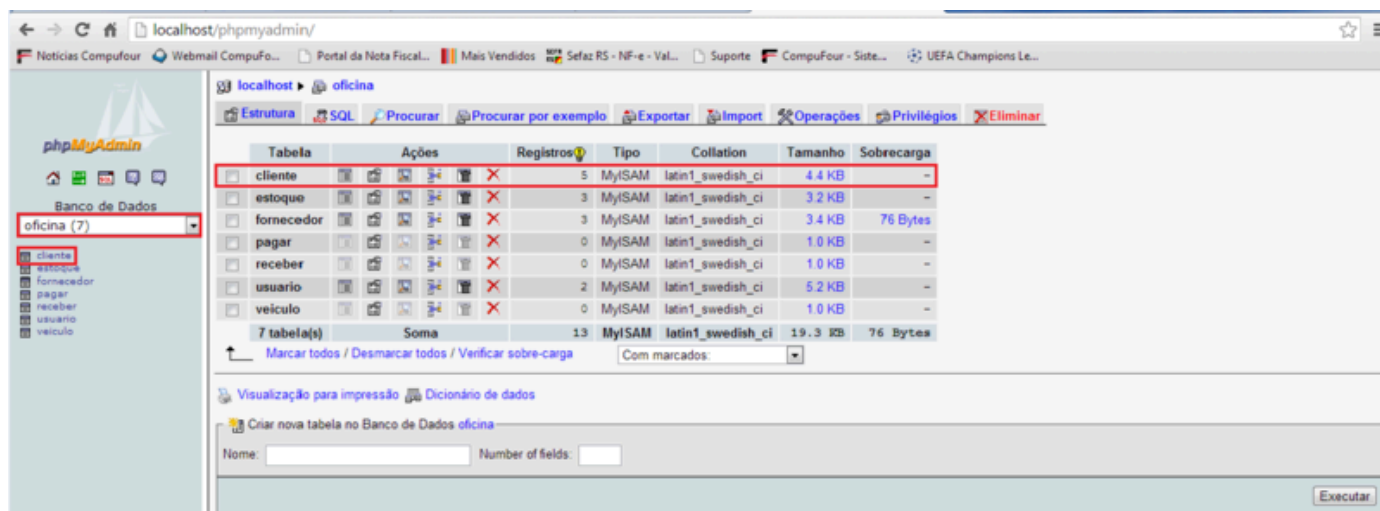 localhost/phpmyadmin/
Notícias Compufour Webmail CompuFo... Portal da Nota Fiscal... Mais Vendidos Sefaz RS - NF-e - Val... Suporte CompuFour - Siste... UEFA Champions Le...
phpMyAdmin
Banco de Dados
oficina (7)
cliente
estoque
fornecedor
pagar
receber
usuario
veiculo
localhost ▸ oficina
Estrutura SQL Procurar Procurar por exemplo Exportar Import Operações Privilégios Eliminar
Tabela Ações Registros Tipo Collation Tamanho Sobrecarga
cliente 5 MyISAM latin1_swedish_ci 4.4 KB -
estoque 3 MyISAM latin1_swedish_ci 3.2 KB -
fornecedor 3 MyISAM latin1_swedish_ci 3.4 KB 76 Bytes
pagar 0 MyISAM latin1_swedish_ci 1.0 KB -
receber 0 MyISAM latin1_swedish_ci 1.0 KB -
usuario 2 MyISAM latin1_swedish_ci 5.2 KB -
veiculo 0 MyISAM latin1_swedish_ci 1.0 KB -
7 tabela(s) Soma 13 MyISAM latin1_swedish_ci 19.3 KB 76 Bytes
Marcar todos / Desmarcar todos / Verificar sobre-carga Com marcados:
Visualização para impressão Dicionário de dados
Criar nova tabela no Banco de Dados oficina
Nome: Number of fields:
Executar